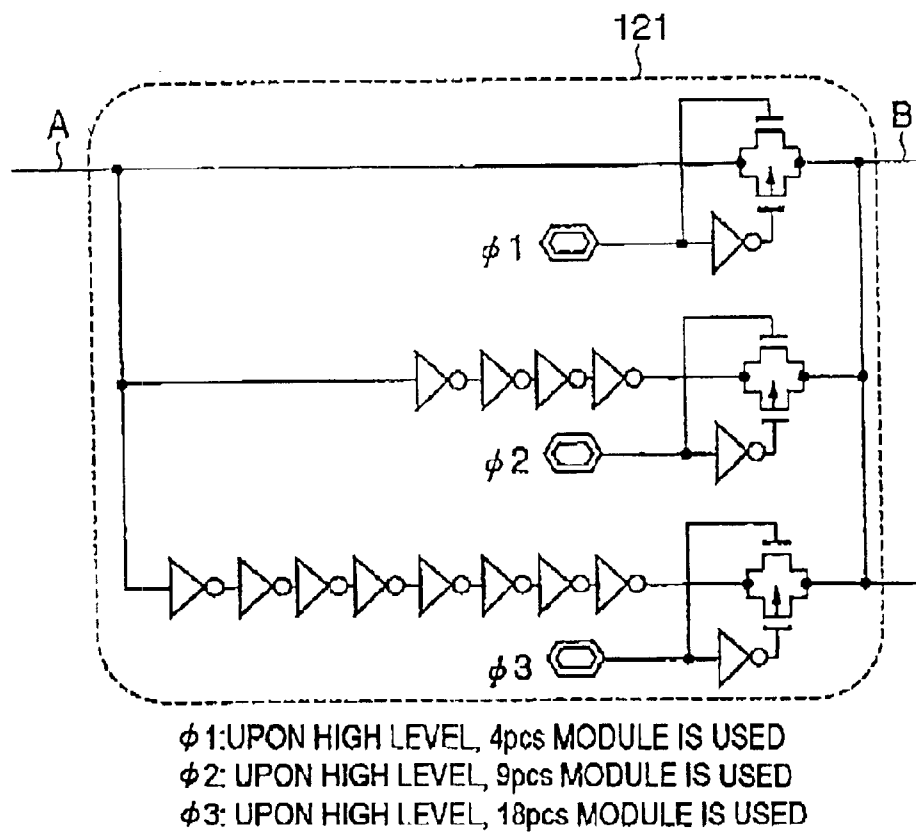 121
A
B
ϕ1
ϕ2
ϕ3
ϕ1:UPON HIGH LEVEL, 4pcs MODULE IS USED
ϕ2: UPON HIGH LEVEL, 9pcs MODULE IS USED
ϕ3: UPON HIGH LEVEL, 18pcs MODULE IS USED